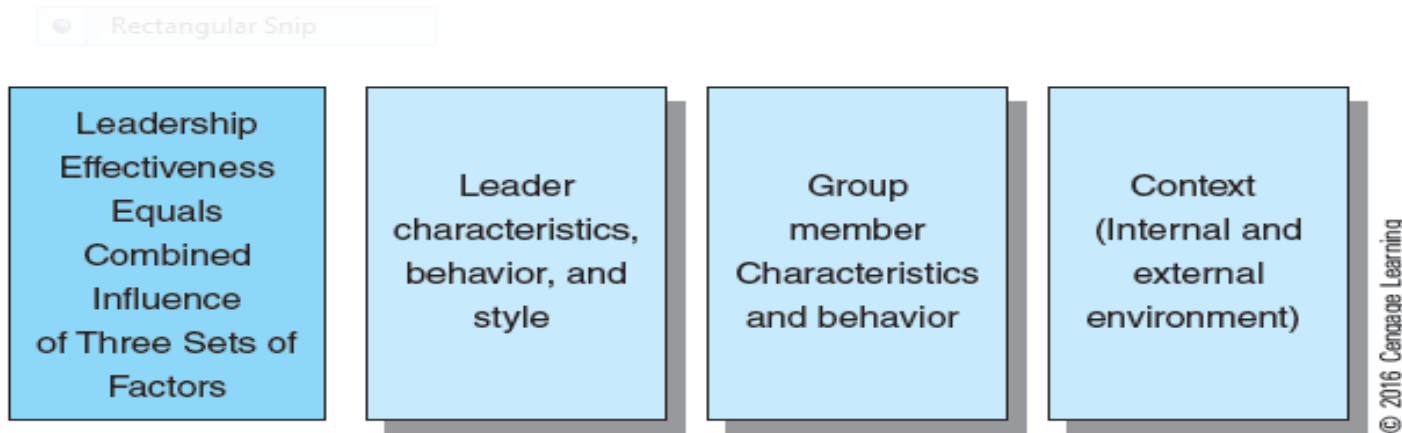 Rectangular Snip
Leadership
Effectiveness
Equals
Combined
Influence
of Three Sets of
Factors
Leader
characteristics,
behavior, and
style
Group
member
Characteristics
and behavior
Context
(Internal and
external
environment)
© 2016 Cengage Learning